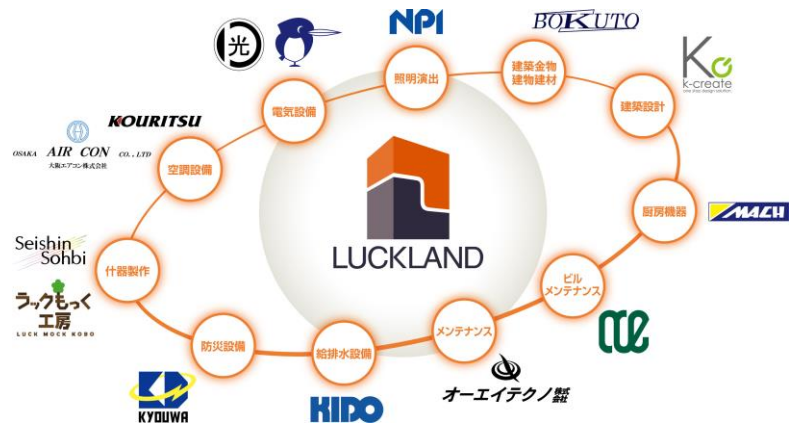 光
NPI
BOKUTO
K
k-create
one stop design solution
照明演出
建築金物
建物建材
電気設備
建築設計
KOURITSU
OSAKA AIR CON CO., LTD
大阪エアコン株式会社
空調設備
LUCKLAND
厨房機器
MACH
Seishin
Sohbi
什器製作
ラックもっく
工房
LUCK MOCK KOBO
ビル
メンテナンス
防災設備
給排水設備
メンテナンス
KYOUWA
KIDO
オーエイテクノ株式会社